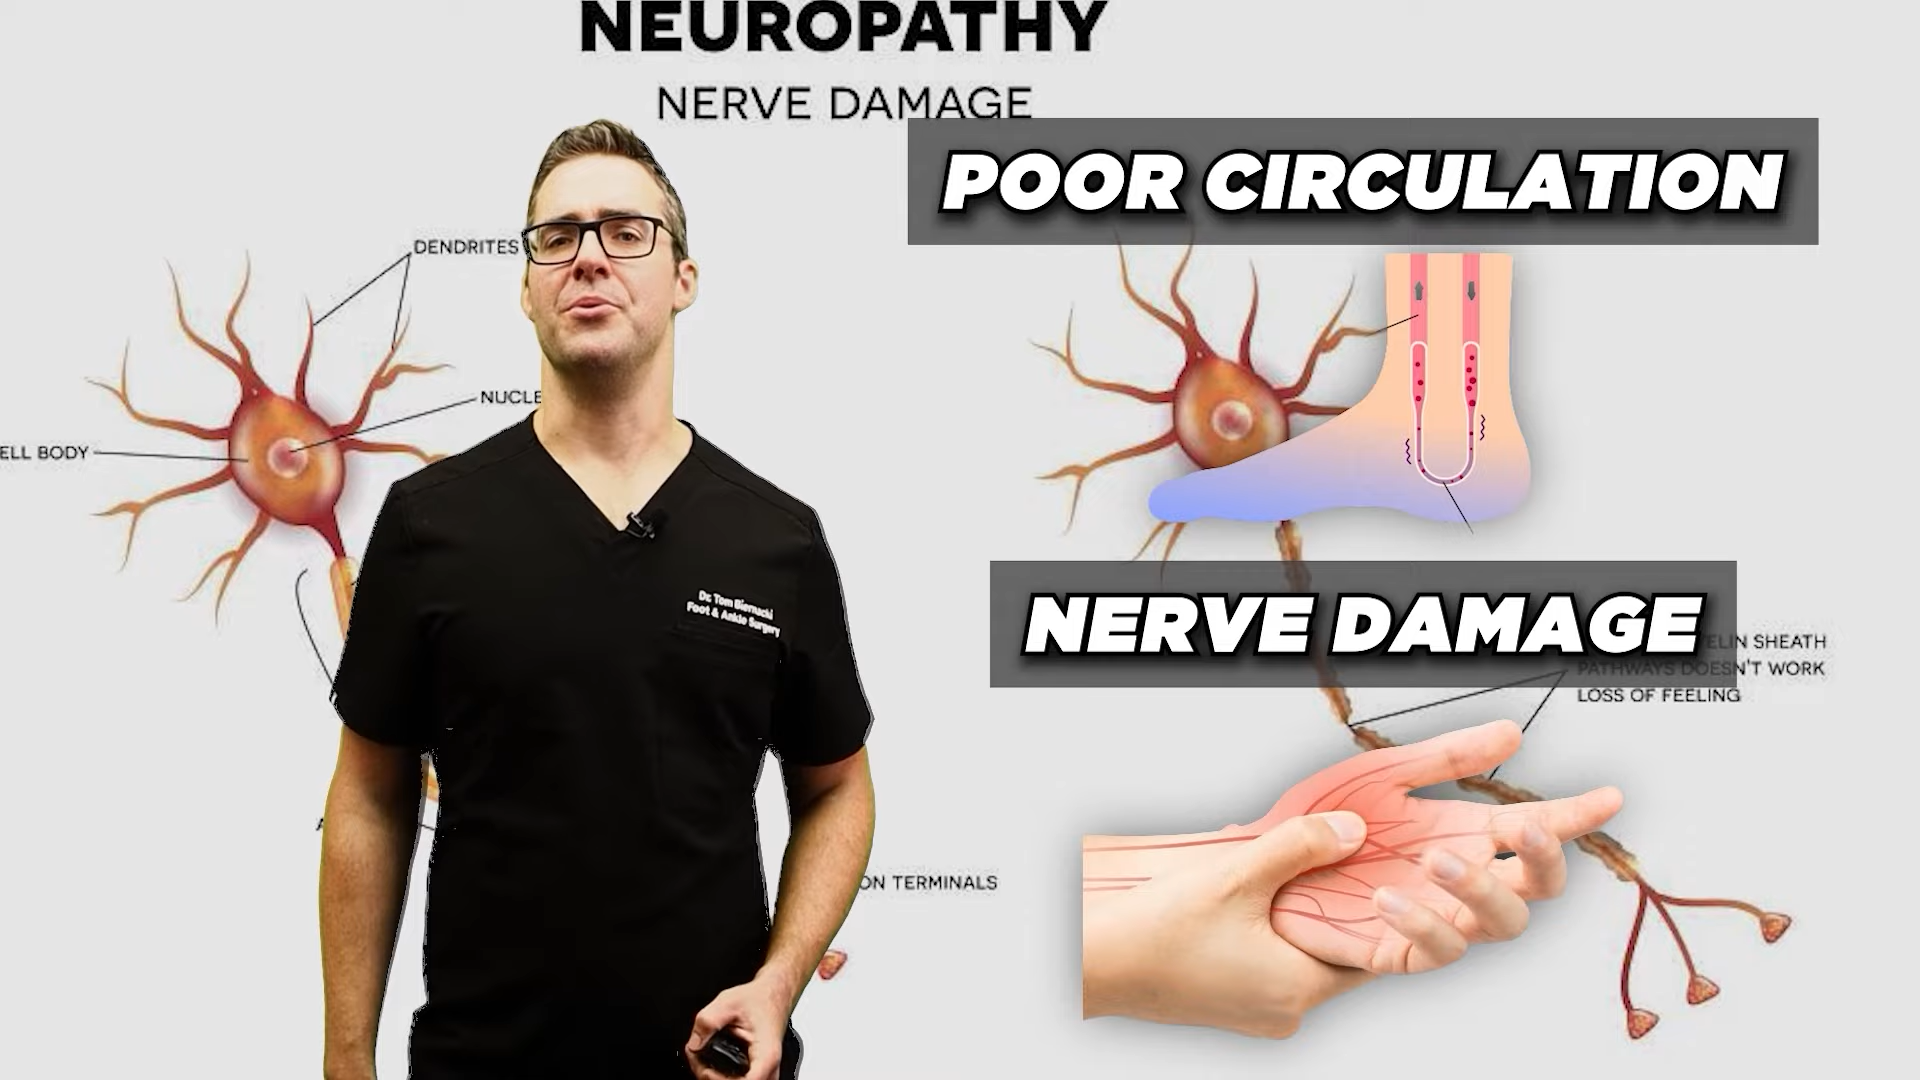 NEUROPATHY
NERVE DAMAGE
POOR CIRCULATION
DENDRITES
NUCLE
ELL BODY
Dr. Tom Biernacki
Foot & Ankle Surgery
NERVE DAMAGE
ELIN SHEATH
PATHWAYS DOESN'T WORK
LOSS OF FEELING
A
ON TERMINALS